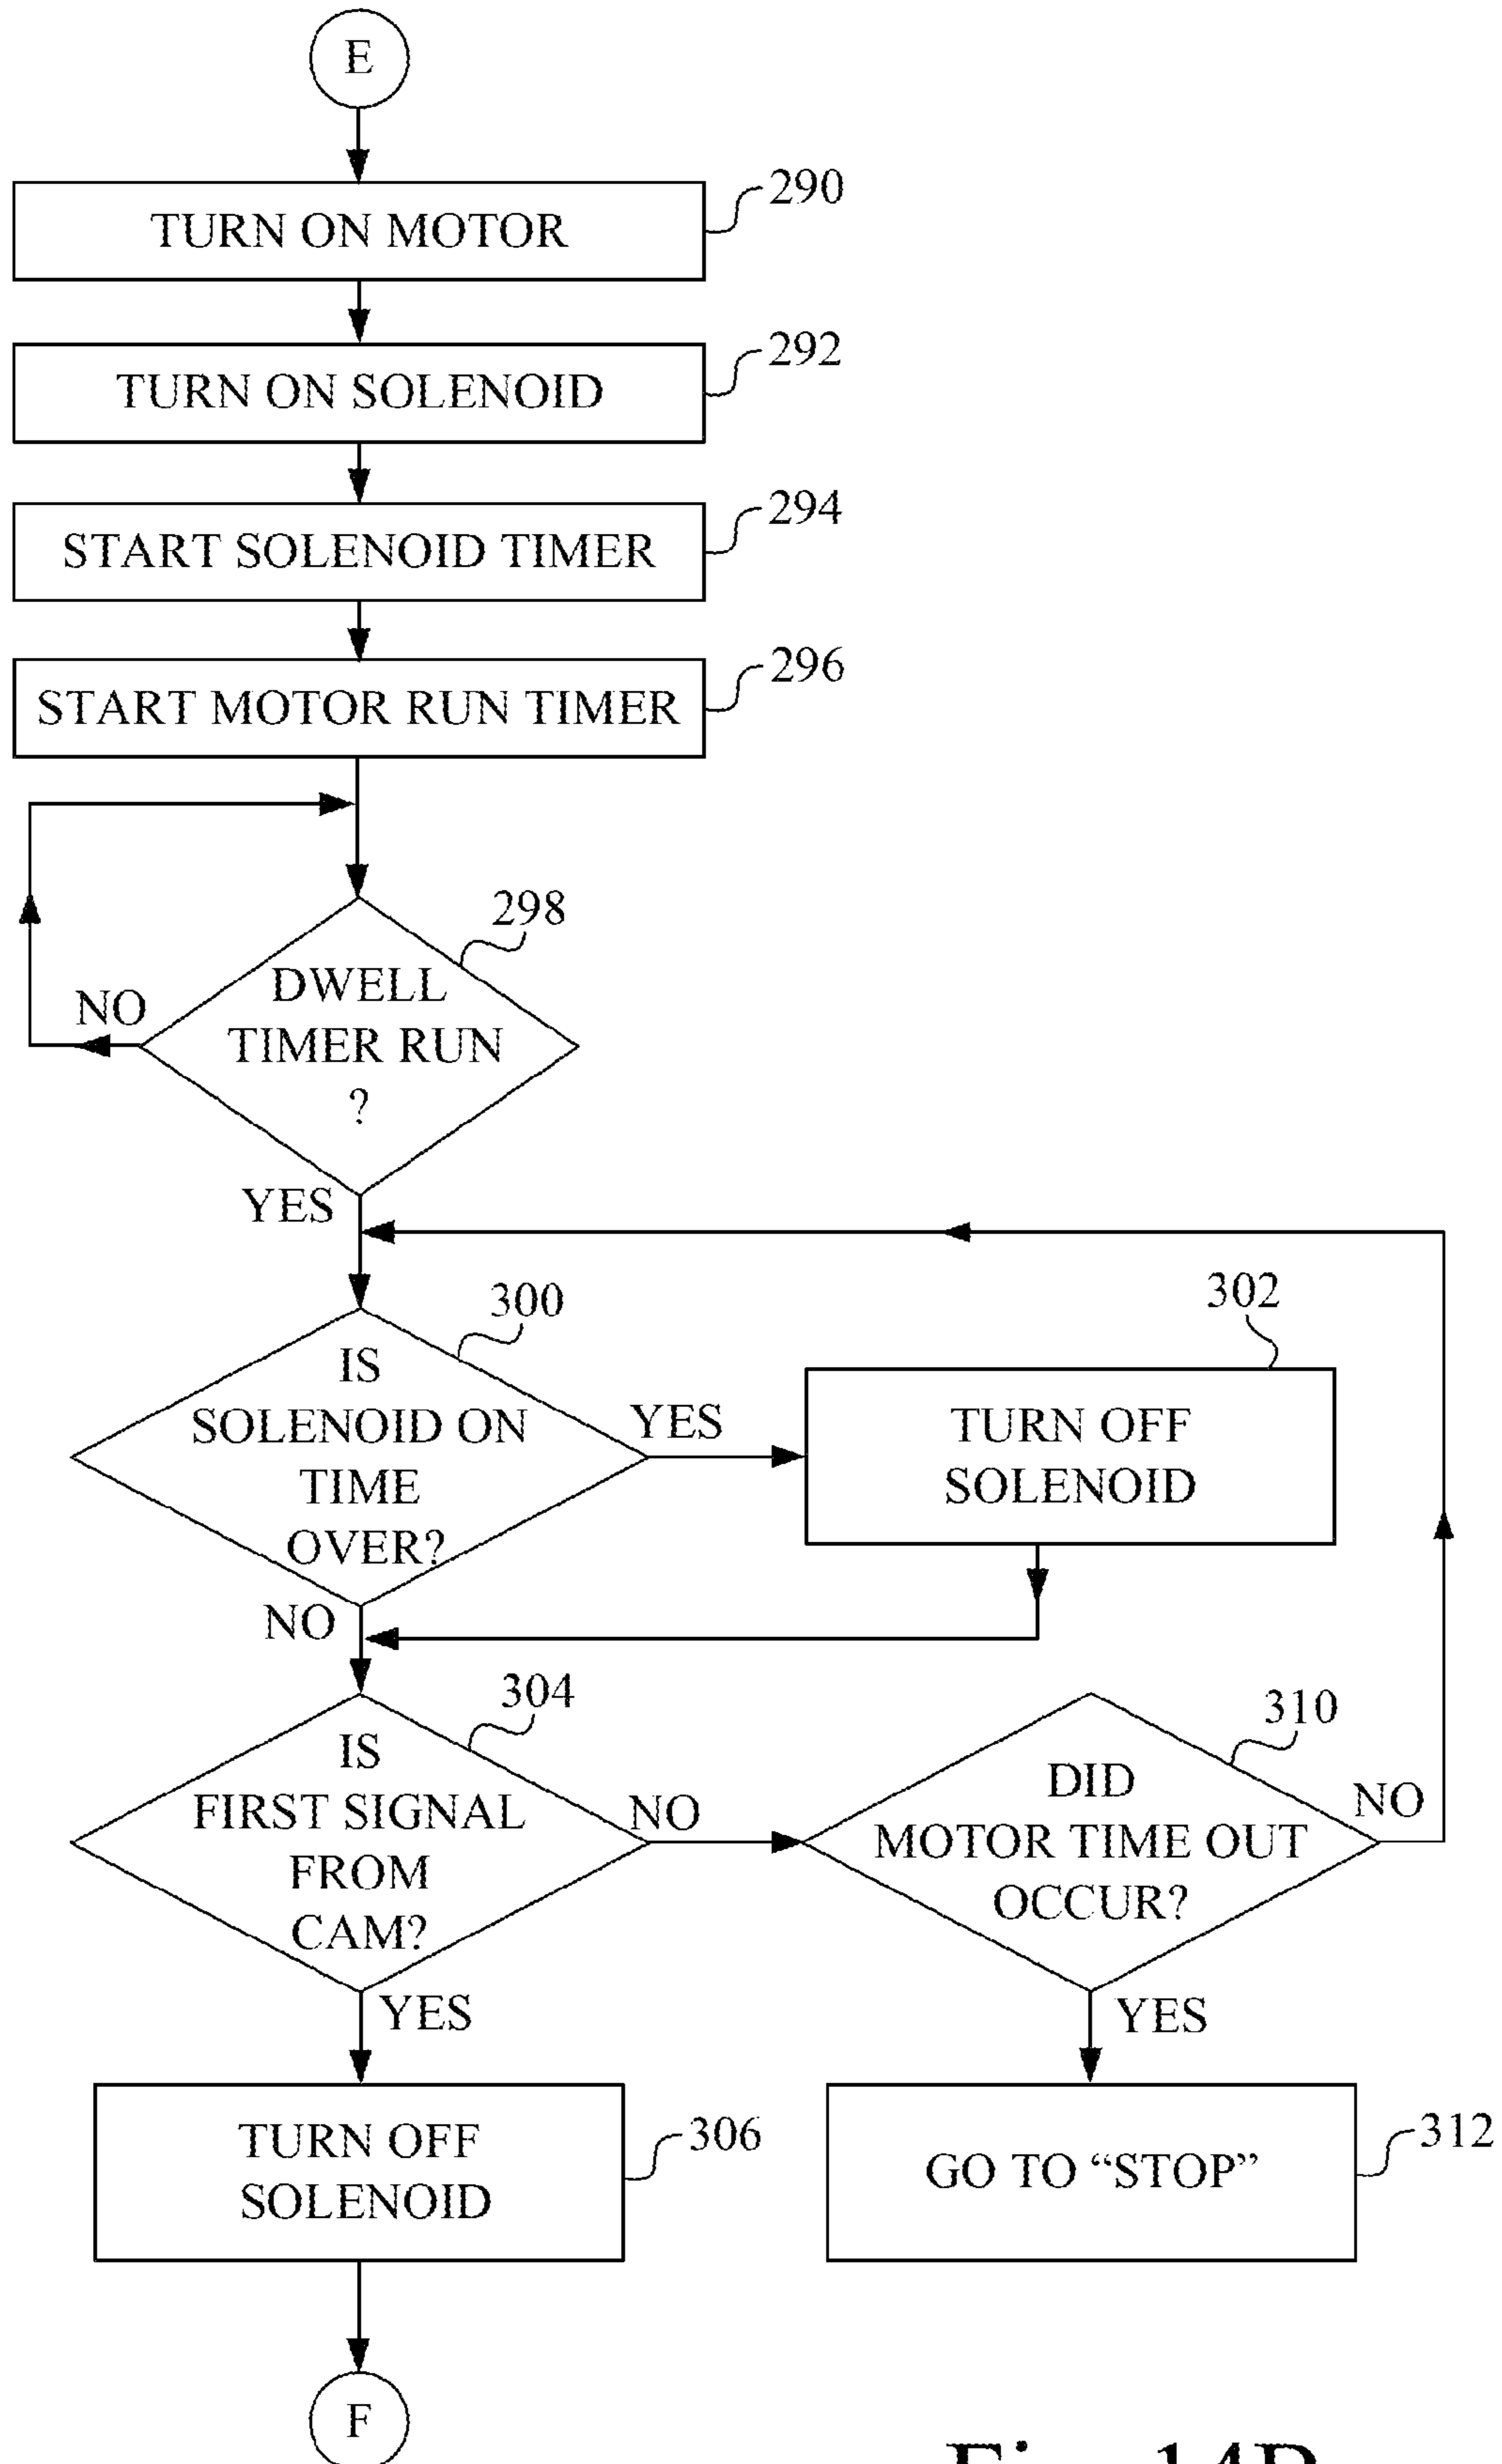 E
TURN ON MOTOR
290
TURN ON SOLENOID
292
START SOLENOID TIMER
294
START MOTOR RUN TIMER
296
298
DWELL
TIMER RUN
?
NO
YES
300
IS
SOLENOID ON
TIME
OVER?
YES
302
TURN OFF
SOLENOID
NO
304
IS
FIRST SIGNAL
FROM
CAM?
NO
310
DID
MOTOR TIME OUT
OCCUR?
NO
YES
YES
TURN OFF
SOLENOID
306
GO TO “STOP”
312
F